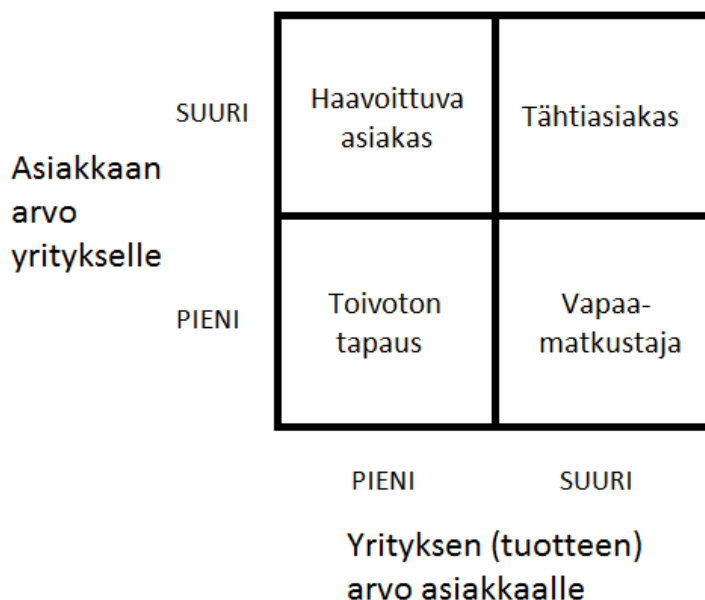 SUURI
Haavoittuva
asiakas
Tähtiasiakas
Asiakkaan
arvo
yritykselle
PIENI
Toivoton
tapaus
Vapaa-
matkustaja
PIENI
SUURI
Yrityksen (tuotteen)
arvo asiakkaalle